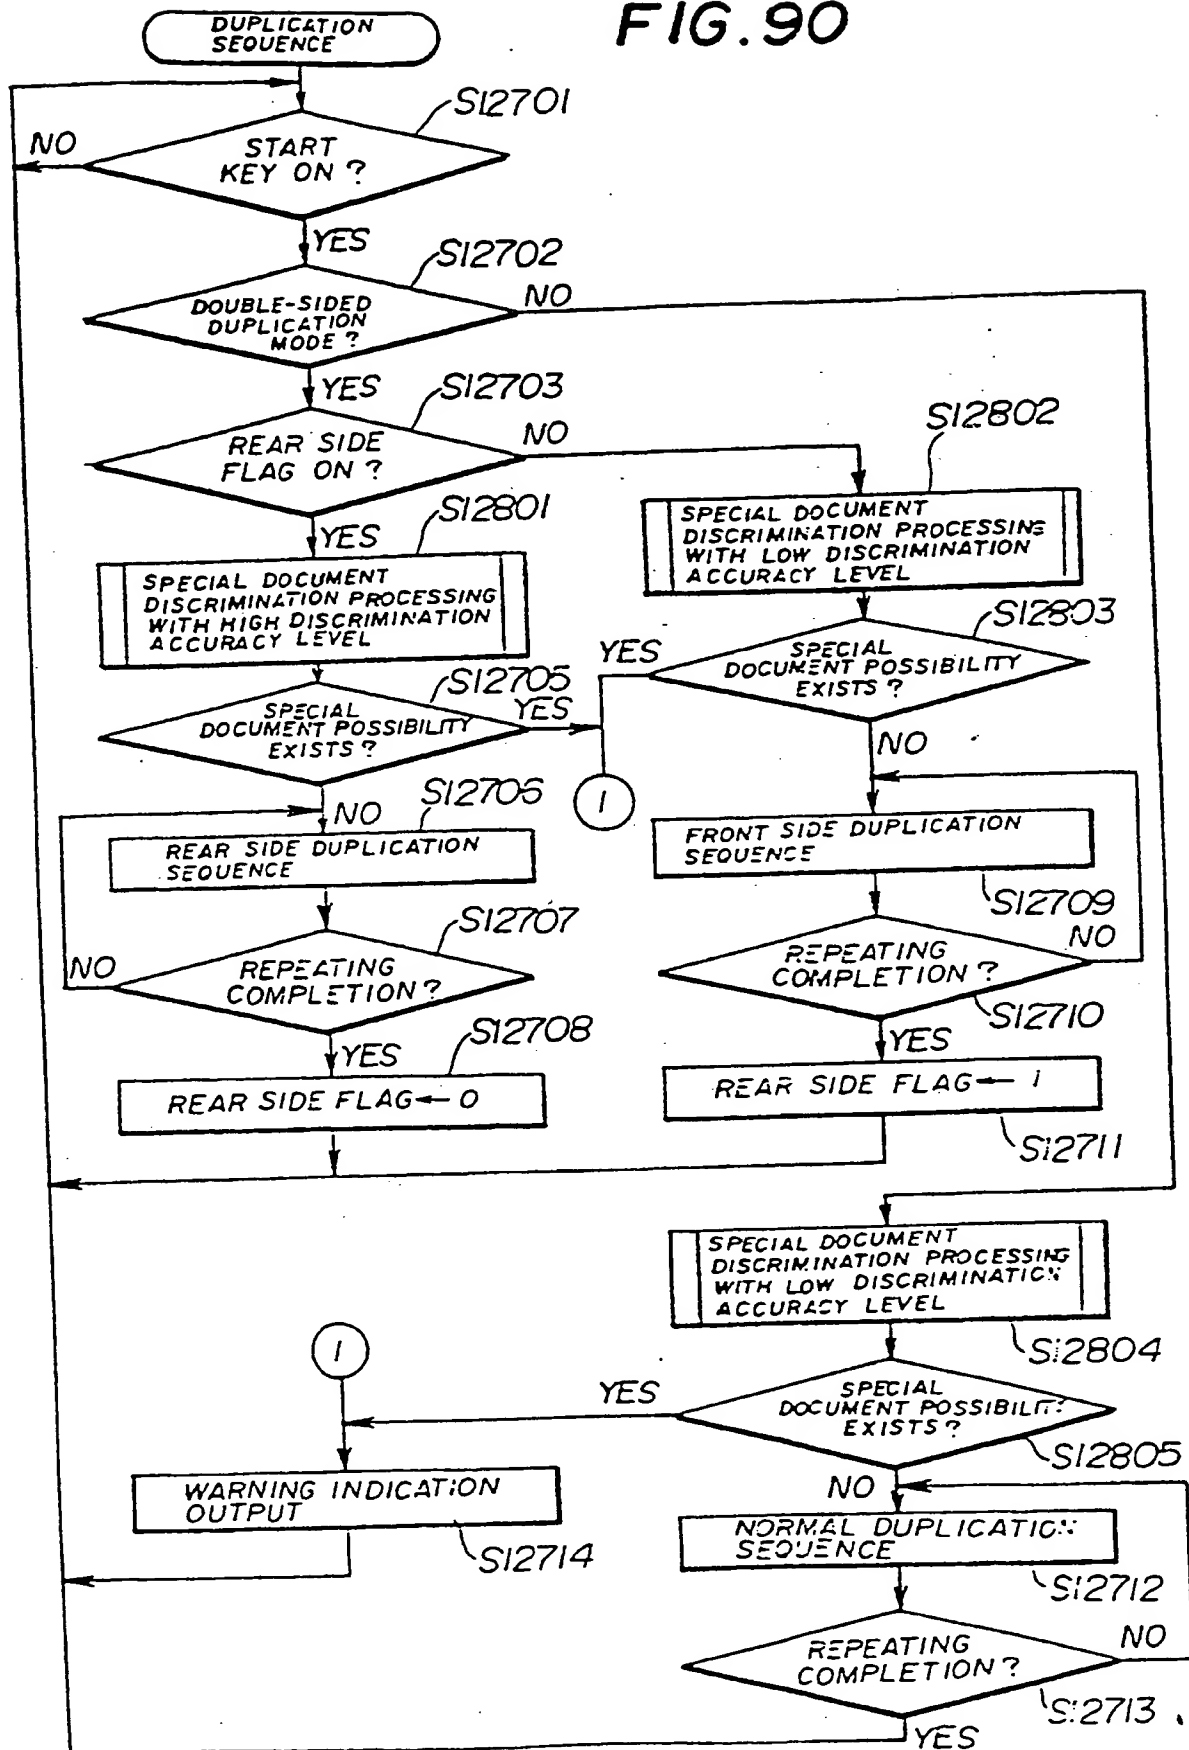 FIG.90
DUPLICATION
SEQUENCE
S12701
NO
START
KEY ON ?
YES
S12702
NO
DOUBLE-SIDED
DUPLICATION
MODE ?
YES
S12703
NO
REAR SIDE
FLAG ON ?
S12802
YES
S12801
SPECIAL DOCUMENT
DISCRIMINATION PROCESSING
WITH LOW DISCRIMINATION
ACCURACY LEVEL
SPECIAL DOCUMENT
DISCRIMINATION PROCESSING
WITH HIGH DISCRIMINATION
ACCURACY LEVEL
S12803
YES
SPECIAL
DOCUMENT POSSIBILITY
EXISTS ?
S12705
YES
SPECIAL
DOCUMENT POSSIBILITY
EXISTS ?
NO
1
NO
S12706
REAR SIDE DUPLICATION
SEQUENCE
FRONT SIDE DUPLICATION
SEQUENCE
S12709
S12707
NO
REPEATING
COMPLETION ?
NO
REPEATING
COMPLETION ?
S12710
YES
S12708
YES
REAR SIDE FLAG ← 0
REAR SIDE FLAG ← 1
S12711
SPECIAL DOCUMENT
DISCRIMINATION PROCESSING
WITH LOW DISCRIMINATION
ACCURACY LEVEL
S12804
1
YES
SPECIAL
DOCUMENT POSSIBILITY
EXISTS ?
S12805
NO
WARNING INDICATION
OUTPUT
S12714
NORMAL DUPLICATION
SEQUENCE
S12712
NO
REPEATING
COMPLETION ?
S12713
YES